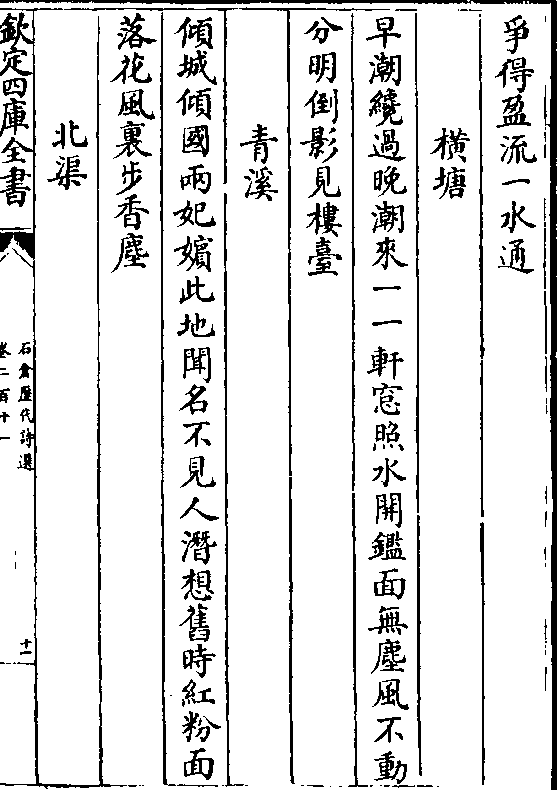 爭得盈流一水通
橫塘
早潮纔過晚潮來一一軒窓照水開鑑面無塵風不動
分明倒影見樓臺
青溪
傾城傾國兩妃嬪此地聞名不見人潛想舊時紅粉面
落花風裏步香塵
北渠
欽定四庫全書
石倉歷代詩選
卷二百十一
十一